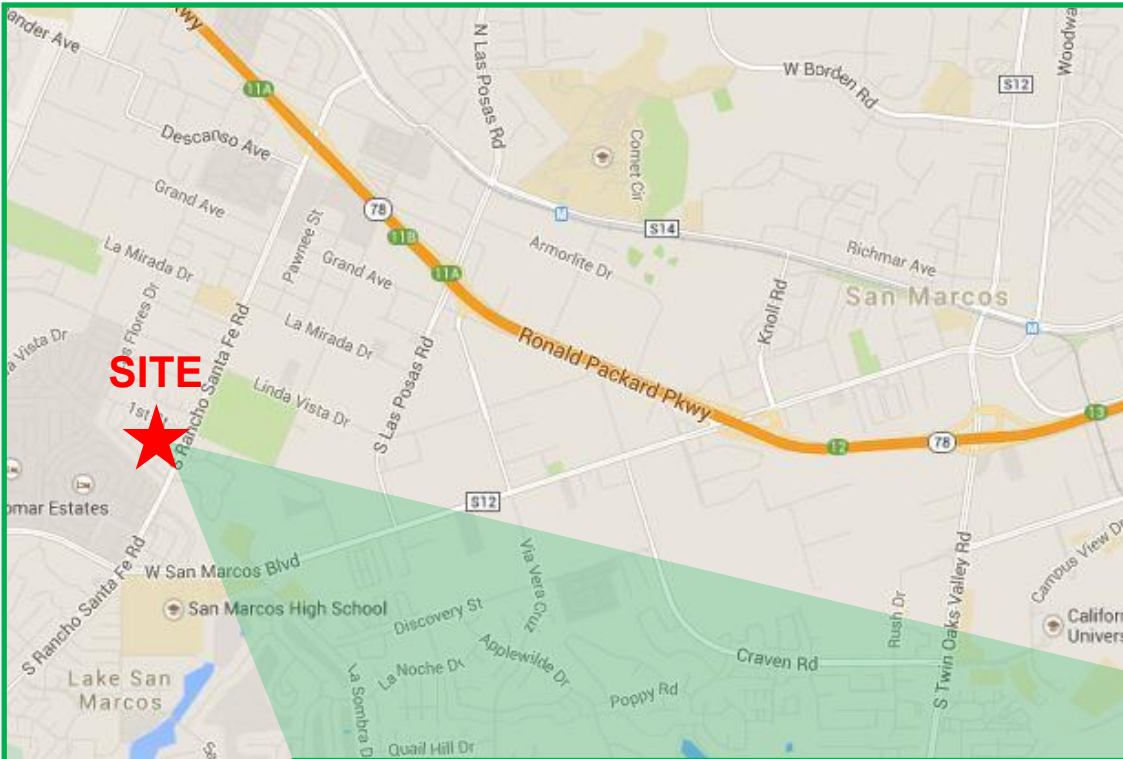 ander Ave
kwy
N Las Posas Rd
W Borden Rd
S12
Woodwa
11A
Descanso Ave
Comet Cir
Grand Ave
78
M
Pawnee St
11B
S14
La Mirada Dr
Grand Ave
11A
Armorlite Dr
Richmar Ave
San Marcos
Knoll Rd
M
La Mirada Dr
Ronald Packard Pkwy
a Vista Dr
S Rancho Santa Fe Rd
SITE
Linda Vista Dr
S Las Posas Rd
1st
12
78
13
omar Estates
S12
Via Vera Cruz
S Rancho Santa Fe Rd
W San Marcos Blvd
S Twin Oaks Valley Rd
Campus View Dr
San Marcos High School
Discovery St
Rush Dr
Californ
Univers
Applewilde Dr
La Noche Dr
Craven Rd
Lake San
Marcos
La Sombra D
Poppy Rd
Quail Hill Dr
Sa